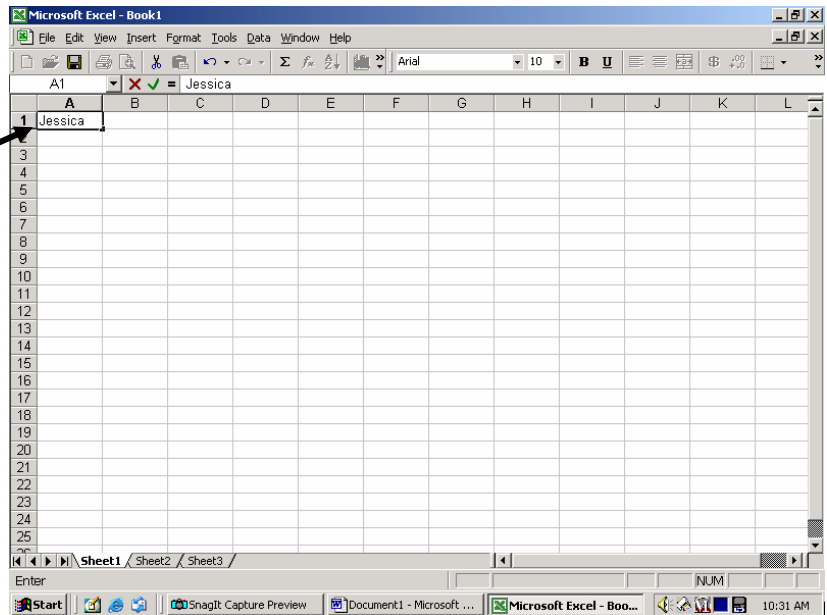 Microsoft Excel - Book1
File Edit View Insert Format Tools Data Window Help
Σ fx Arial 10 B U $
A1 = Jessica
A B C D E F G H I J K L
1 Jessica
3
4
5
6
7
8
9
10
11
12
13
14
15
16
17
18
19
20
21
22
23
24
25
Sheet1 Sheet2 Sheet3
Enter NUM
Start SnagIt Capture Preview Document1 - Microsoft ... Microsoft Excel - Boo... 10:31 AM